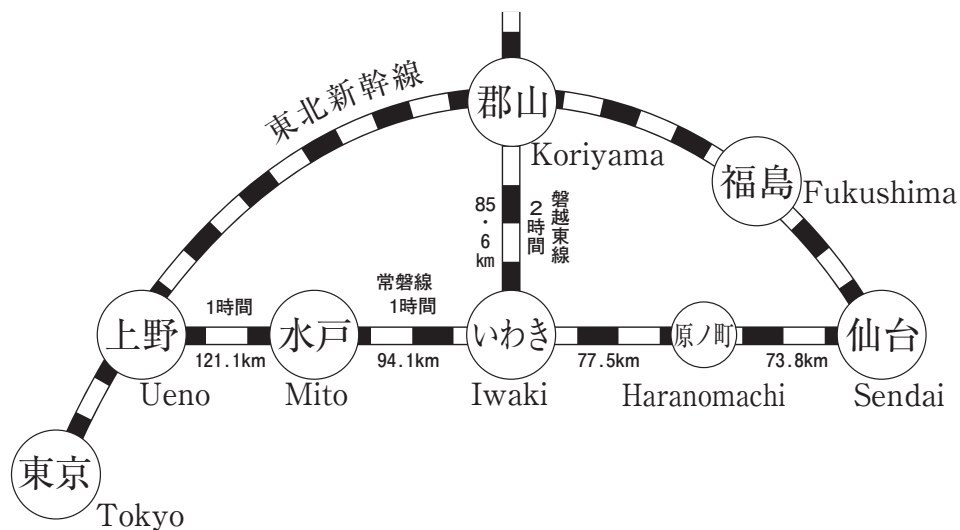 東北新幹線
郡山
Koriyama
福島
Fukushima
85.6km
2時間
磐越東線
常磐線
1時間
1時間
上野
水戸
いわき
原ノ町
仙台
121.1km
94.1km
77.5km
73.8km
Ueno
Mito
Iwaki
Haranomachi
Sendai
東京
Tokyo